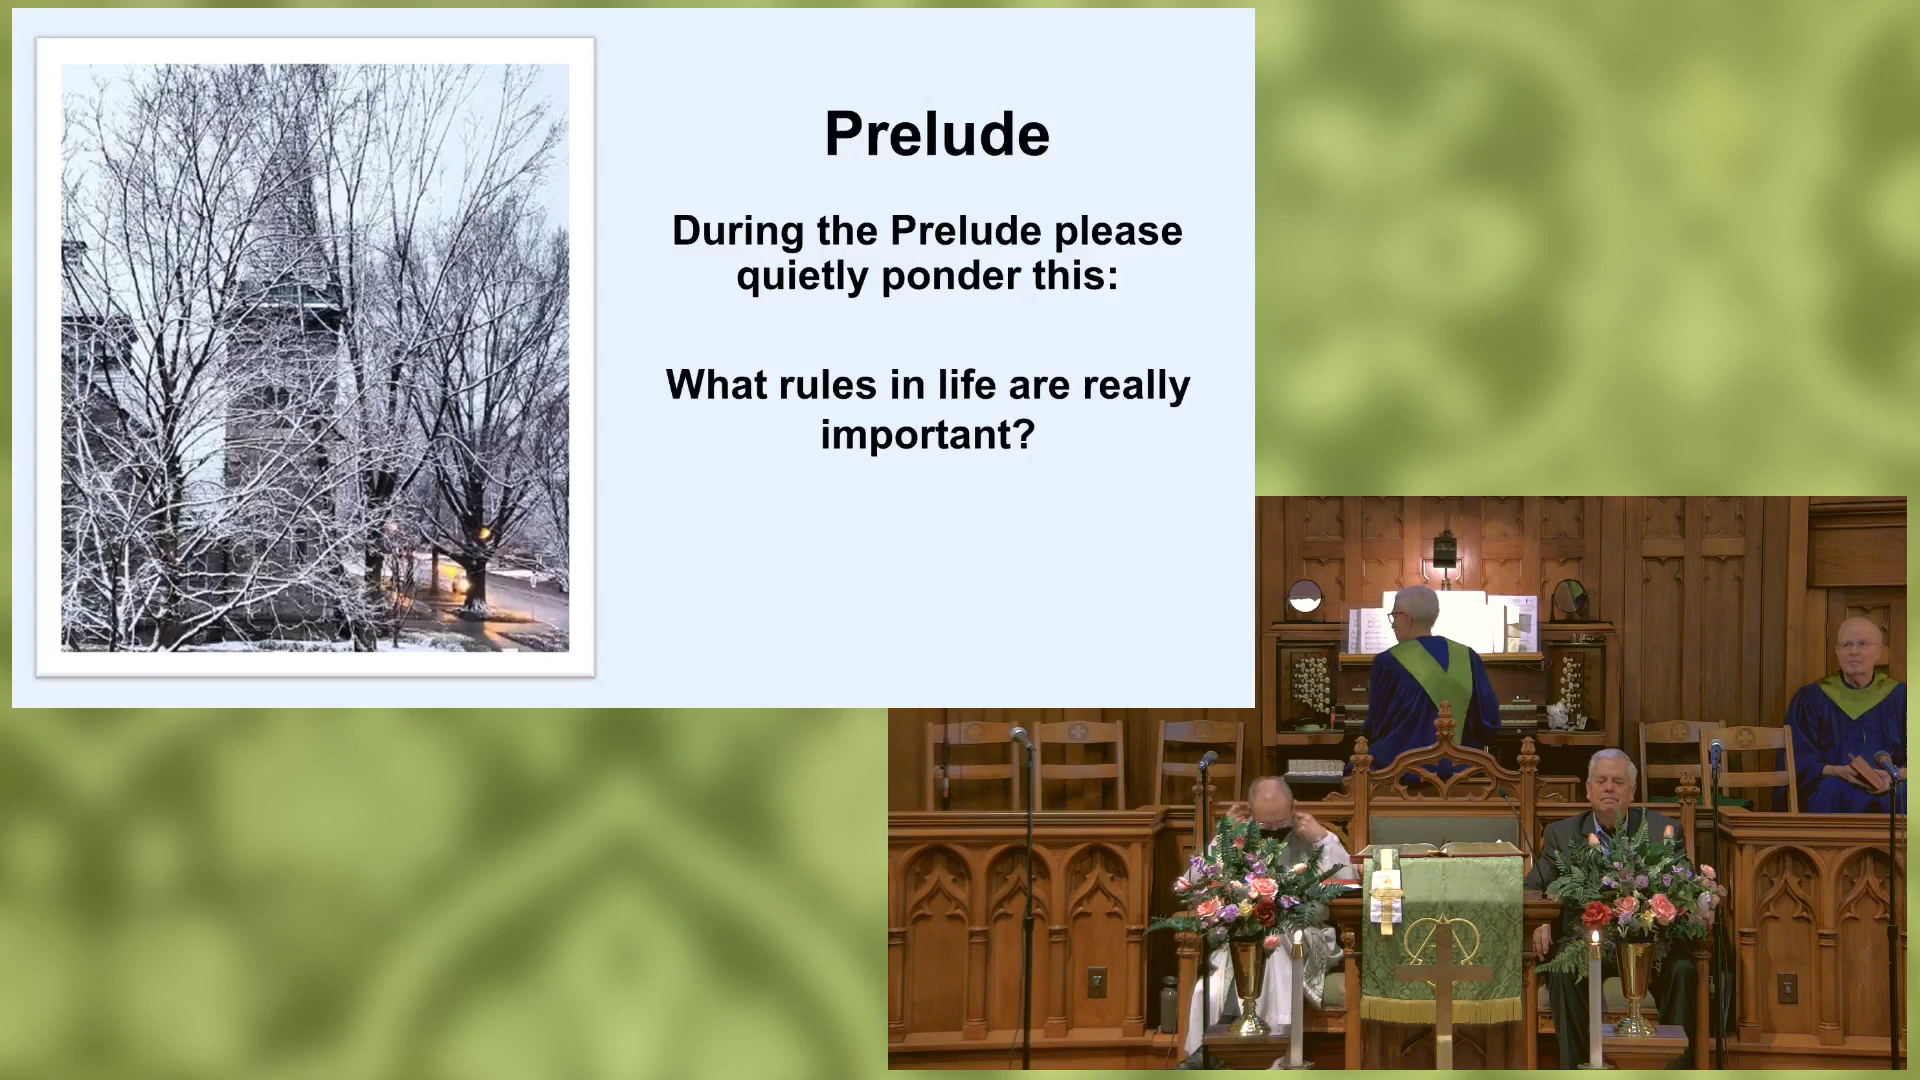 Prelude
During the Prelude please
quietly ponder this:
What rules in life are really
important?